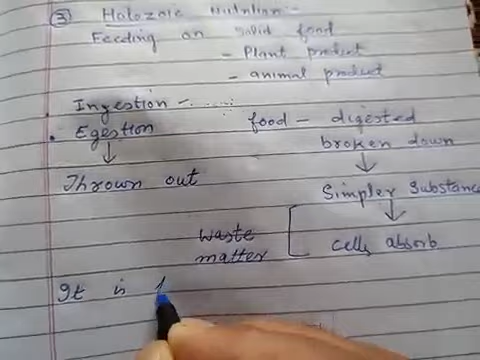 ③ Holozoic Nutrition :-
Feeding on solid food
- Plant product
- animal product
Ingestion - ......
Egestion
food - digested
broken down
Thrown out
Simpler Substance
Waste
matter
cells absorb
It is